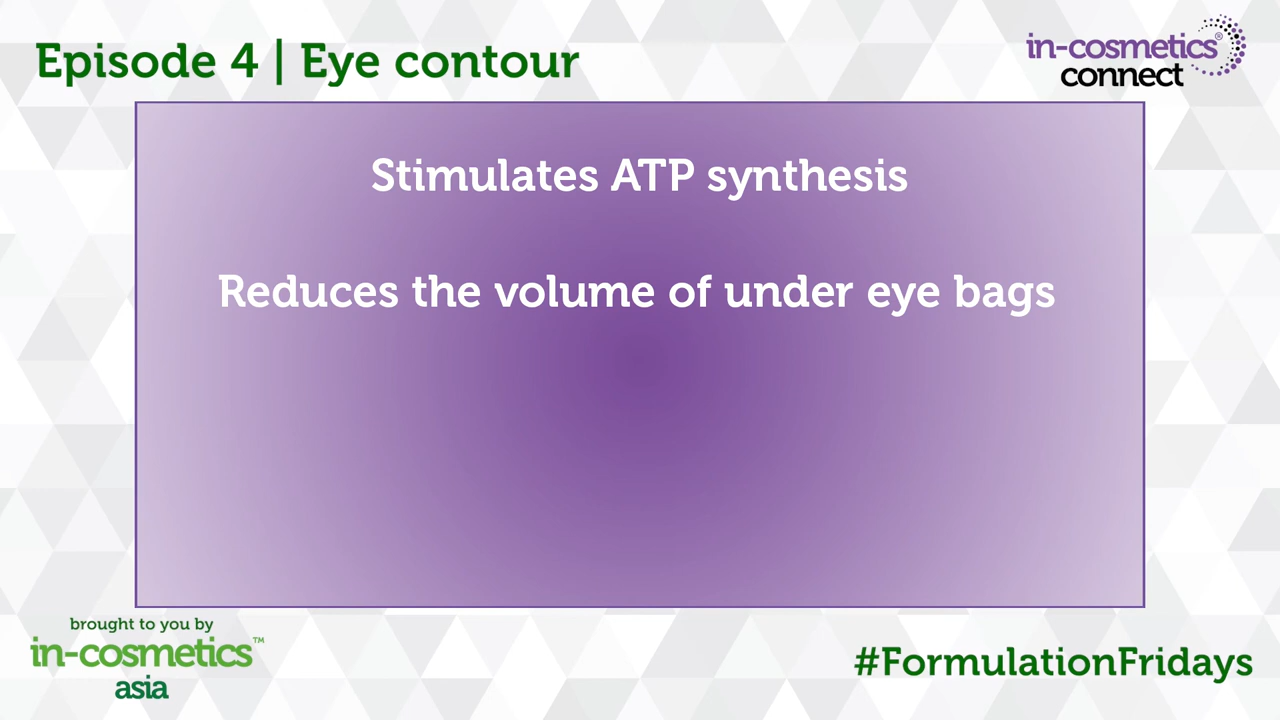 Episode 4 | Eye contour
in-cosmetics®
connect
Stimulates ATP synthesis
Reduces the volume of under eye bags
brought to you by
in-cosmetics™
asia
#FormulationFridays